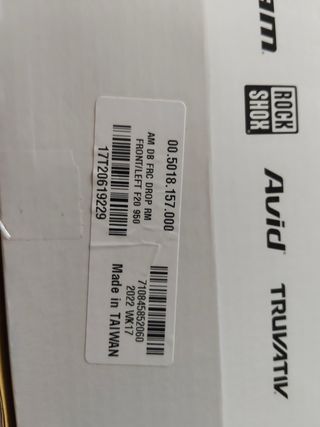 00.5018.157.000
AM DB FRC DROP RM
FRONT/LEFT F20 950
17T20619229
710845852060
2022 WK17
Made in TAIWAN
am
ROCK
SHOX
Avid
TRUVATIV